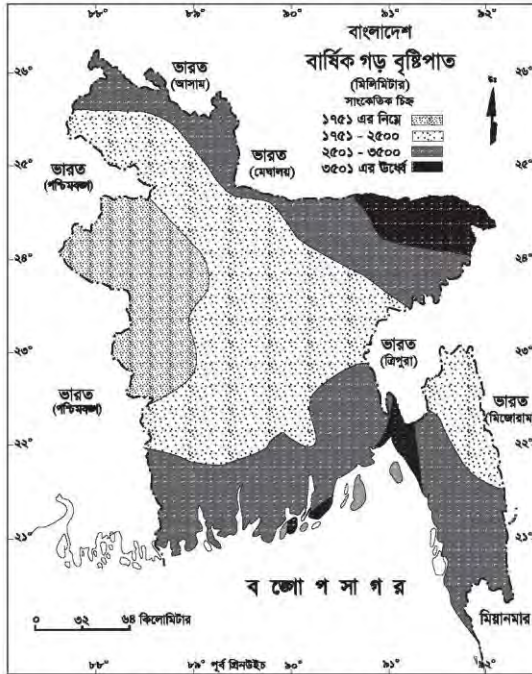 ৮৮° ৮৯° ৯০° ৯১° ৯২°
বাংলাদেশ
বার্ষিক গড় বৃষ্টিপাত
(মিলিমিটার)
সাংকেতিক চিহ্ন
১৭৫১ এর নিম্নে
১৭৫১ - ২৫০০
২৫০১ - ৩৫০০
৩৫০১ এর উর্ধ্বে
ভারত
(আসাম)
২৬° ২৬°
২৫° ২৫°
ভারত
(পশ্চিমবঙ্গ)
ভারত
(মেঘালয়)
২৪° ২৪°
ভারত
(ত্রিপুরা)
২৩° ২৩°
ভারত
(পশ্চিমবঙ্গ)
ভারত
(মিজোরাম)
২২° ২২°
২১° ২১°
ব ঙ্গো প সা গ র
মিয়ানমার
০ ৩২ ৬৪ কিলোমিটার
৮৮° ৮৯° পূর্ব গ্রিনউইচ ৯০° ৯১° ৯২°